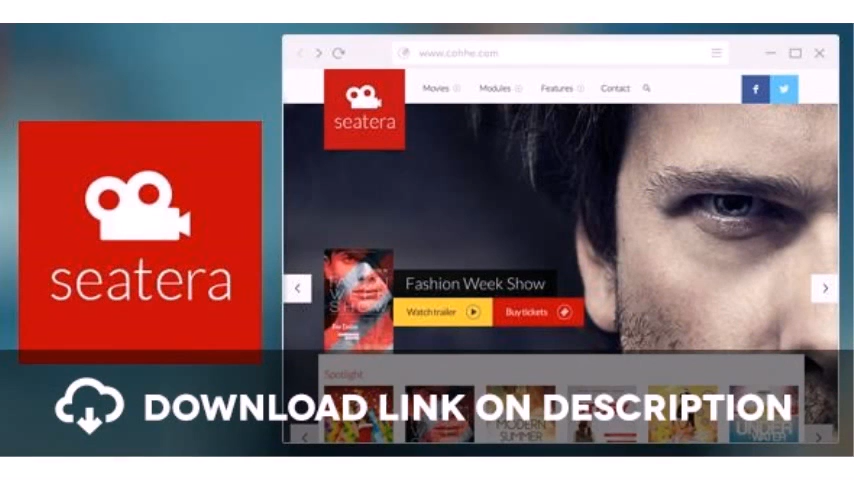 www.cohhe.com
seatera
Movies
Modules
Features
Contact
f
seatera
Fashion Week Show
Watch trailer
Buy tickets
Spotlight
MODERN
SUMMER
UNDER
WATER
DOWNLOAD LINK ON DESCRIPTION